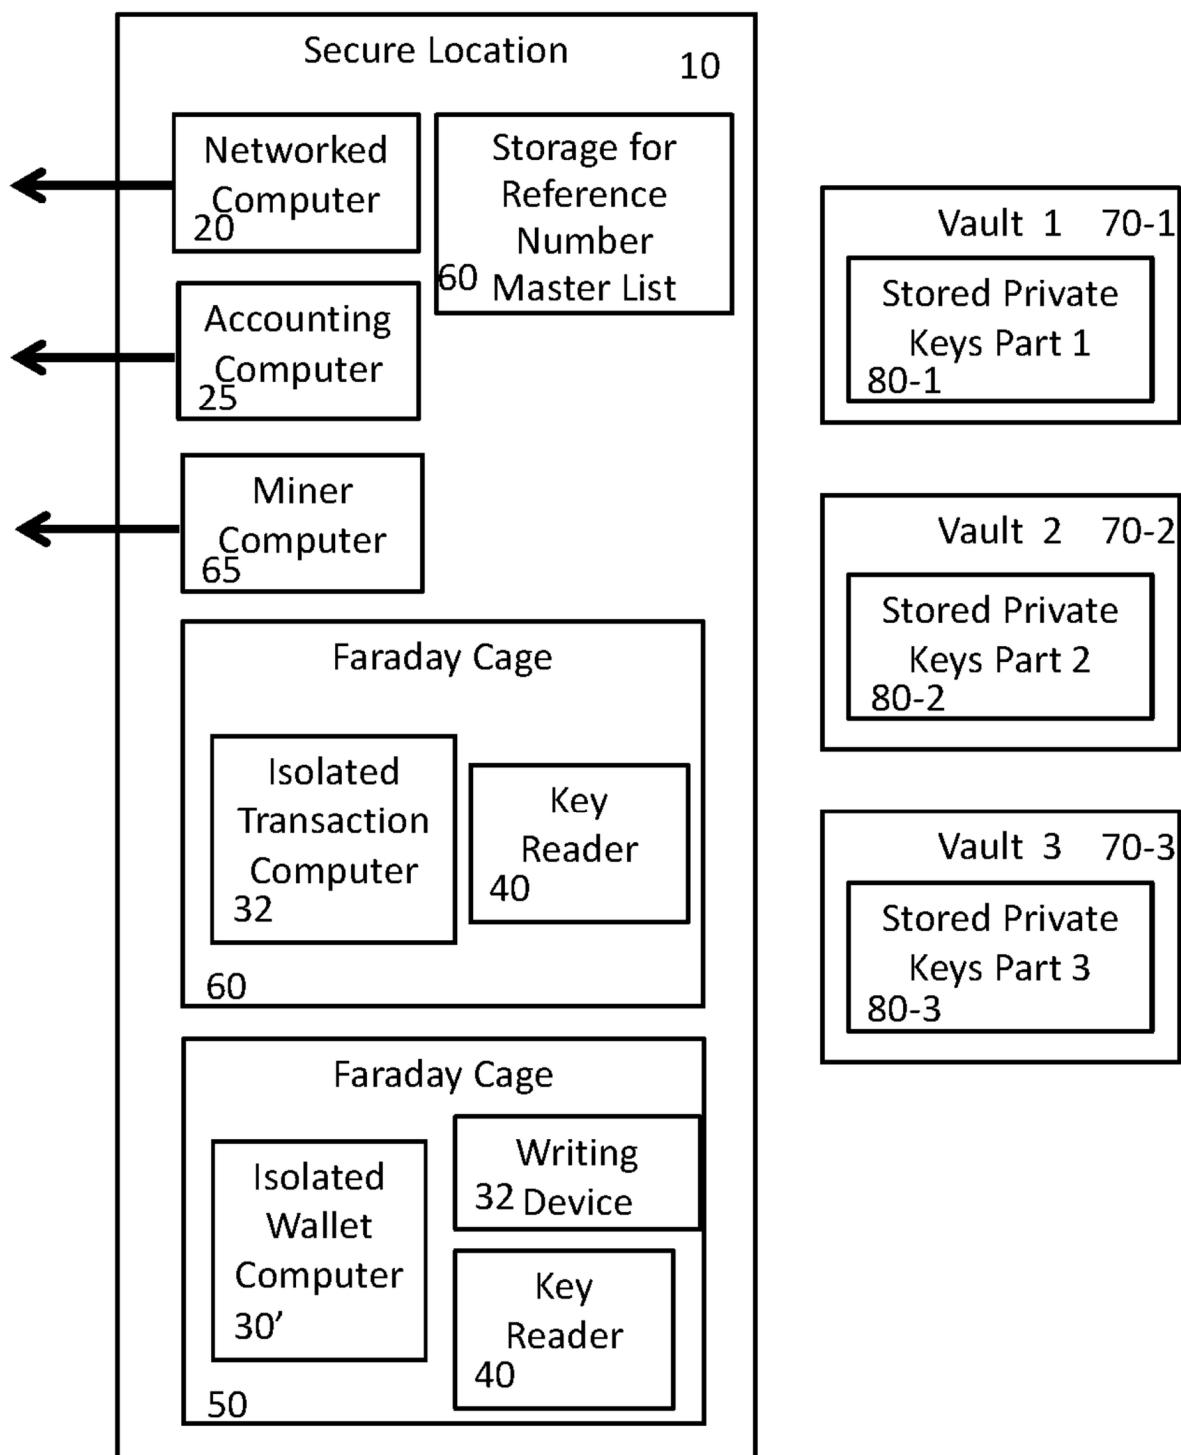 Secure Location
10
Networked
Computer
20
Storage for
Reference
Number
60
Master List
Accounting
Computer
25
Miner
Computer
65
Faraday Cage
Isolated
Transaction
Computer
32
Key
Reader
40
60
Faraday Cage
Isolated
Wallet
Computer
30’
Writing
32 Device
Key
Reader
40
50
Vault 1 70-1
Stored Private
Keys Part 1
80-1
Vault 2 70-2
Stored Private
Keys Part 2
80-2
Vault 3 70-3
Stored Private
Keys Part 3
80-3